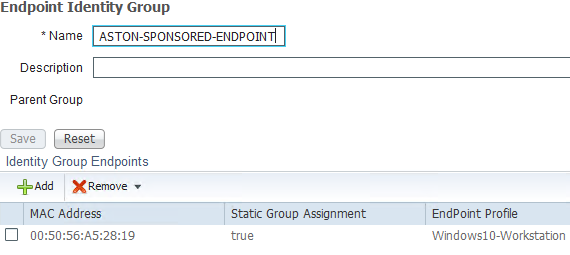 Endpoint Identity Group
* Name ASTON-SPONSORED-ENDPOINT
Description
Parent Group
Save Reset
Identity Group Endpoints
Add Remove
MAC Address Static Group Assignment EndPoint Profile
00:50:56:A5:28:19 true Windows10-Workstation